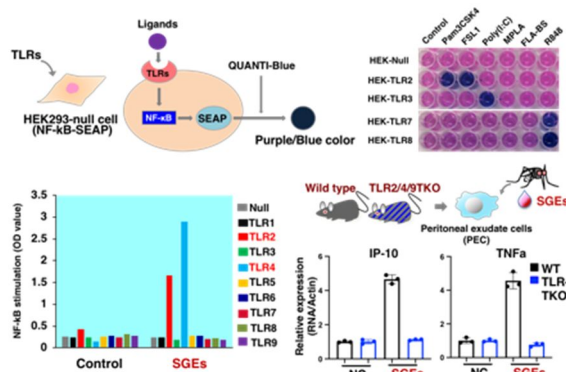 Ligands
TLRs
TLRs
QUANTI-Blue
NF-κB
SEAP
HEK293-null cell
(NF-kB-SEAP)
Purple/Blue color
Control
Pam3CSK4
FSL1
Poly(I:C)
MPLA
FLA-BS
R848
HEK-Null
HEK-TLR2
HEK-TLR3
HEK-TLR7
HEK-TLR8
NF-kB stimulation (OD value)
3.5
3
2.5
2
1.5
1
0.5
0
Control
SGEs
Null
TLR1
TLR2
TLR3
TLR4
TLR5
TLR6
TLR7
TLR8
TLR9
Wild type
TLR2/4/9TKO
SGEs
Peritoneal exudate cells
(PEC)
IP-10
Relative expression
(RNA/Actin)
6
4
2
0
SGEs
TNFa
6
4
2
0
SGEs
WT
TLR-
TKO